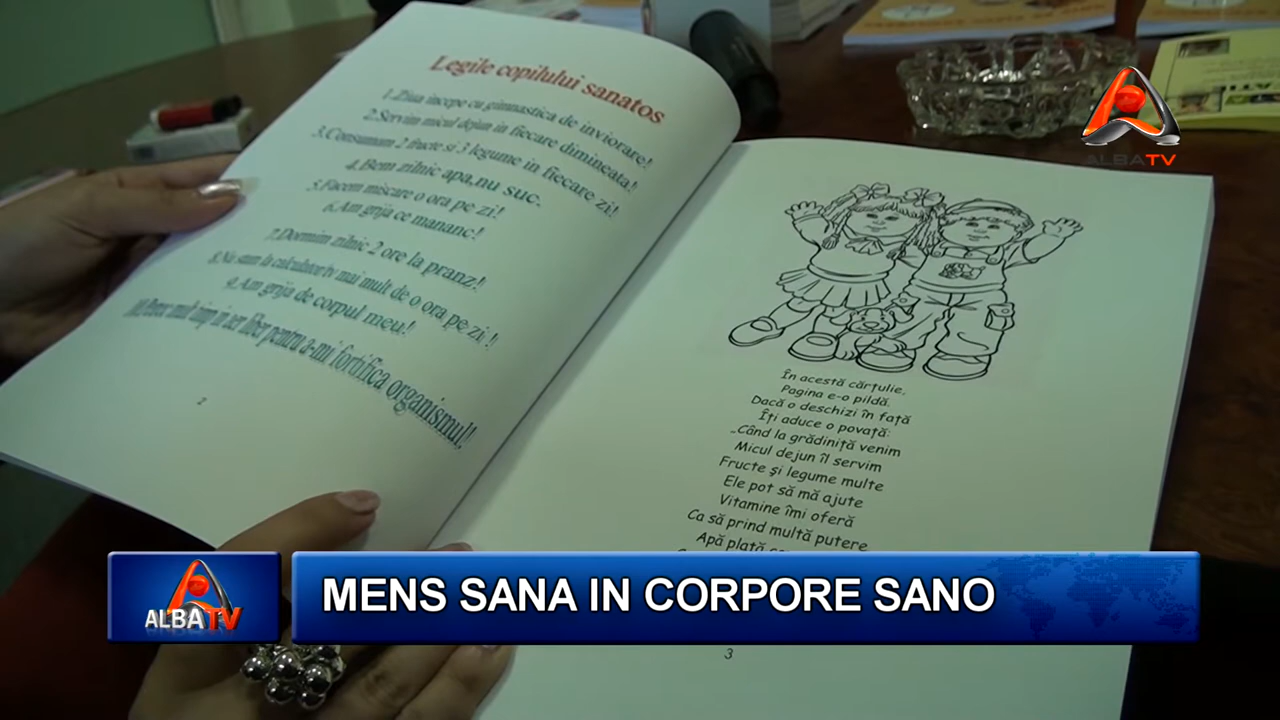 Legile copilului sanatos
1.Ziua incepe cu gimnastica de inviorare!
2.Servim micul dejun in fiecare dimineata!
3.Consumam 2 fructe si 3 legume in fiecare zi!
4.Bem zilnic apa,nu suc.
5.Facem miscare o ora pe zi!
6.Am grija ce mananc!
7.Dormim zilnic 2 ore la pranz!
8.Nu stam la calculator/tv mai mult de o ora pe zi !
9.Am grija de corpul meu!
mult timp in aer liber pentru a-mi fortifica organismul!
2
În acestă cărțulie,
Pagina e-o pildă.
Dacă o deschizi în față
Îți aduce o povață:
„Când la grădiniță venim
Micul dejun îl servim
Fructe și legume multe
Ele pot să mă ajute
Vitamine îmi oferă
Ca să prind multă putere
Apă plată
3
ALBATV
ALBATV
MENS SANA IN CORPORE SANO